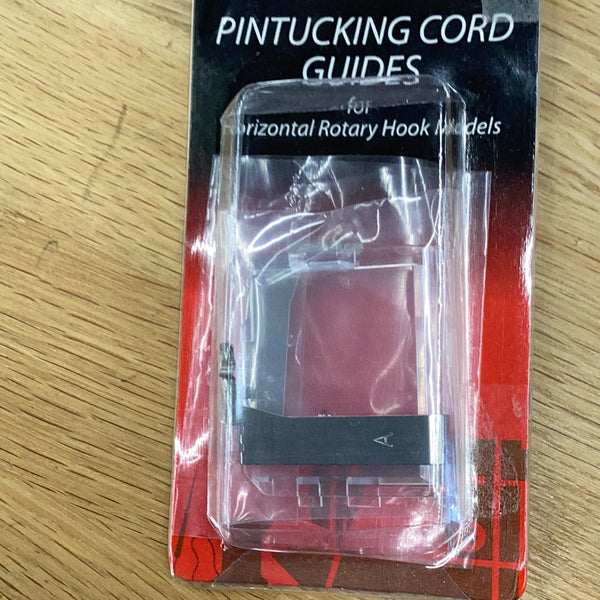 PINTUCKING CORD
GUIDES
for
Horizontal Rotary Hook Models
A